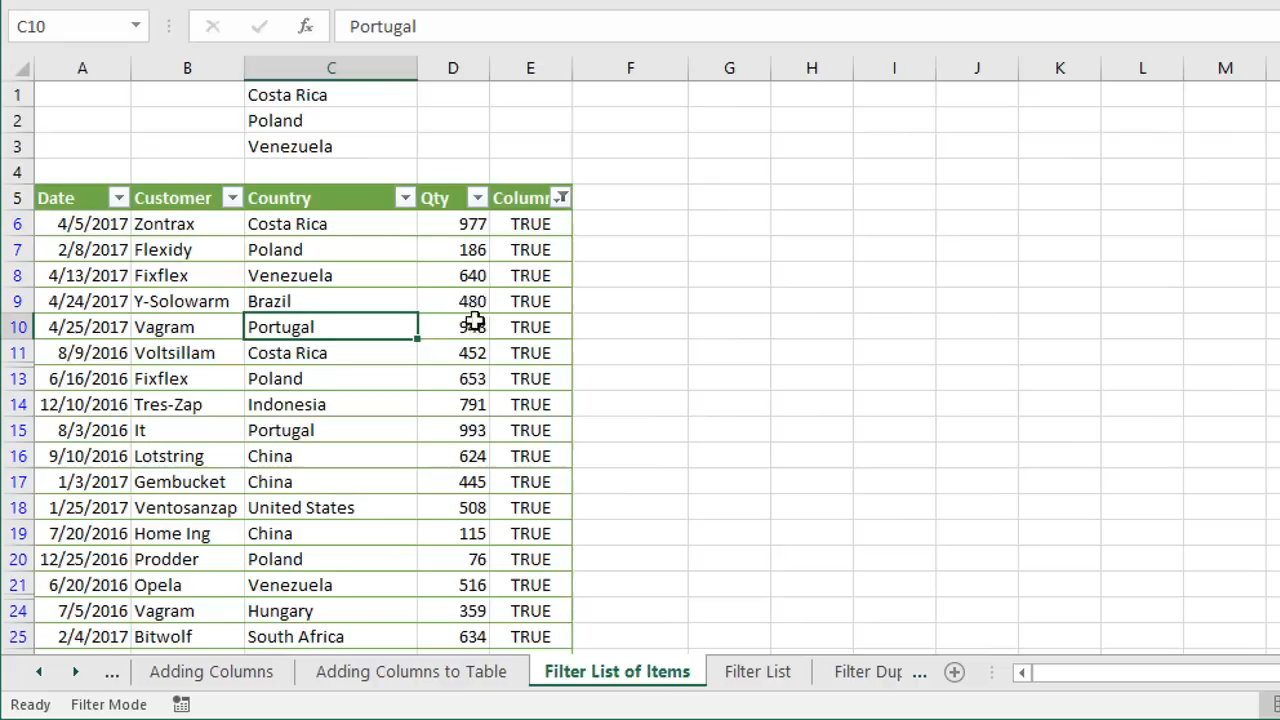 C10 fx Portugal
A B C D E F G H I J K L M
1 Costa Rica
2 Poland
3 Venezuela
4
5 Date Customer Country Qty Colum
6 4/5/2017 Zontrax Costa Rica 977 TRUE
7 2/8/2017 Flexidy Poland 186 TRUE
8 4/13/2017 Fixflex Venezuela 640 TRUE
9 4/24/2017 Y-Solowarm Brazil 480 TRUE
10 4/25/2017 Vagram Portugal TRUE
11 8/9/2016 Voltsillam Costa Rica 452 TRUE
13 6/16/2016 Fixflex Poland 653 TRUE
14 12/10/2016 Tres-Zap Indonesia 791 TRUE
15 8/3/2016 It Portugal 993 TRUE
16 9/10/2016 Lotstring China 624 TRUE
17 1/3/2017 Gembucket China 445 TRUE
18 1/25/2017 Ventosanzap United States 508 TRUE
19 7/20/2016 Home Ing China 115 TRUE
20 12/25/2016 Prodder Poland 76 TRUE
21 6/20/2016 Opela Venezuela 516 TRUE
24 7/5/2016 Vagram Hungary 359 TRUE
25 2/4/2017 Bitwolf South Africa 634 TRUE
... Adding Columns Adding Columns to Table Filter List of Items Filter List Filter Dup ...
Ready Filter Mode